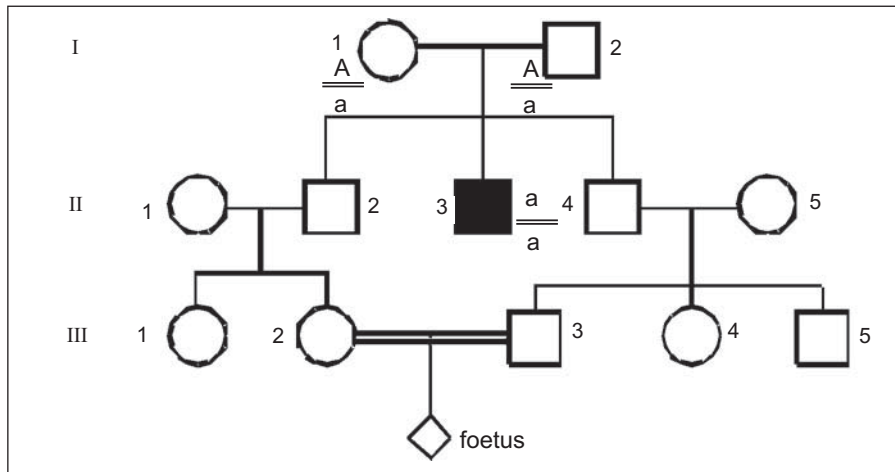 I 1 2
A A
a a
II 1 2 3 a 4 5
a
III 1 2 3 4 5
foetus